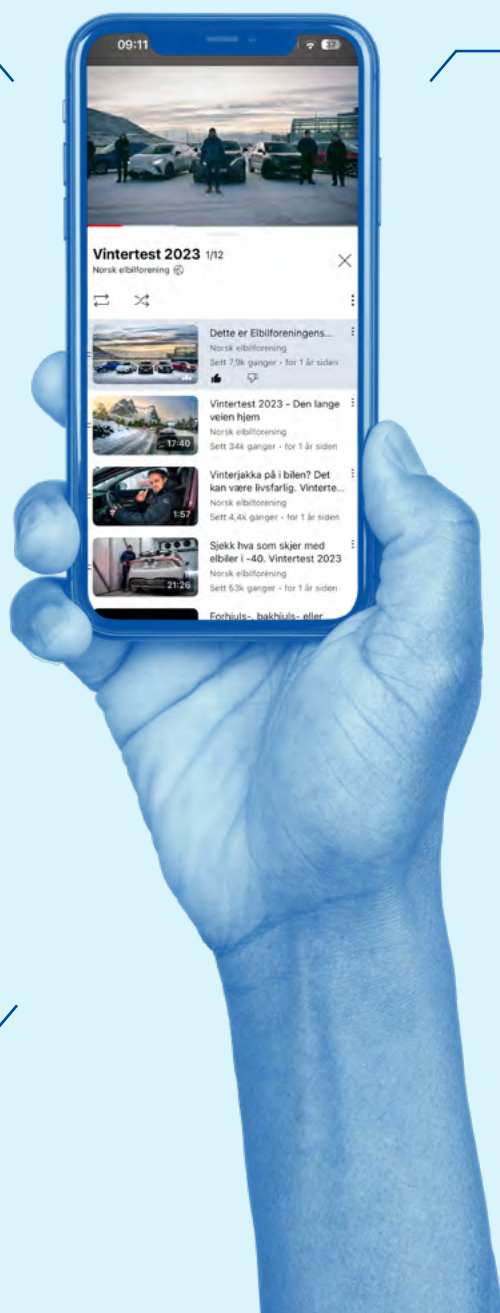 09:11
37
Vintertest 2023 1/12
Norsk elbilforening
Dette er Elbilforeningens...
Norsk elbilforening
Sett 7,9k ganger • for 1 år siden
Vintertest 2023 - Den lange
veien hjem
Norsk elbilforening
Sett 34k ganger • for 1 år siden
17:40
Vinterjakka på i bilen? Det
kan være livsfarlig. Vinterte...
Norsk elbilforening
Sett 4,4k ganger • for 1 år siden
1:57
Sjekk hva som skjer med
elbiler i -40. Vintertest 2023
Norsk elbilforening
Sett 53k ganger • for 1 år siden
21:26
Forhjuls-, bakhjuls- eller